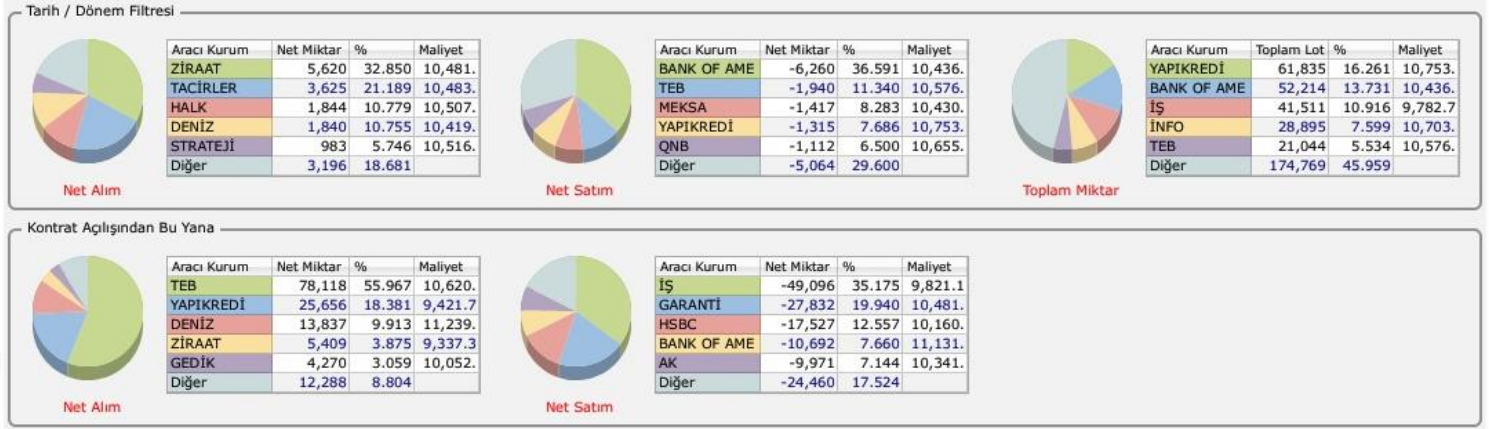 Tarih / Dönem Filtresi
Aracı Kurum Net Miktar % Maliyet
ZİRAAT 5,620 32.850 10,481.
TACİRLER 3,625 21.189 10,483.
HALK 1,844 10.779 10,507.
DENİZ 1,840 10.755 10,419.
STRATEJİ 983 5.746 10,516.
Diğer 3,196 18.681
Net Alım
Aracı Kurum Net Miktar % Maliyet
BANK OF AME -6,260 36.591 10,436.
TEB -1,940 11.340 10,576.
MEKSA -1,417 8.283 10,430.
YAPIKREDİ -1,315 7.686 10,753.
QNB -1,112 6.500 10,655.
Diğer -5,064 29.600
Net Satım
Aracı Kurum Toplam Lot % Maliyet
YAPIKREDİ 61,835 16.261 10,753.
BANK OF AME 52,214 13.731 10,436.
İŞ 41,511 10.916 9,782.7
İNFO 28,895 7.599 10,703.
TEB 21,044 5.534 10,576.
Diğer 174,769 45.959
Toplam Miktar
Kontrat Açılışından Bu Yana
Aracı Kurum Net Miktar % Maliyet
TEB 78,118 55.967 10,620.
YAPIKREDİ 25,656 18.381 9,421.7
DENİZ 13,837 9.913 11,239.
ZİRAAT 5,409 3.875 9,337.3
GEDİK 4,270 3.059 10,052.
Diğer 12,288 8.804
Net Alım
Aracı Kurum Net Miktar % Maliyet
İŞ -49,096 35.175 9,821.1
GARANTİ -27,832 19.940 10,481.
HSBC -17,527 12.557 10,160.
BANK OF AME -10,692 7.660 11,131.
AK -9,971 7.144 10,341.
Diğer -24,460 17.524
Net Satım